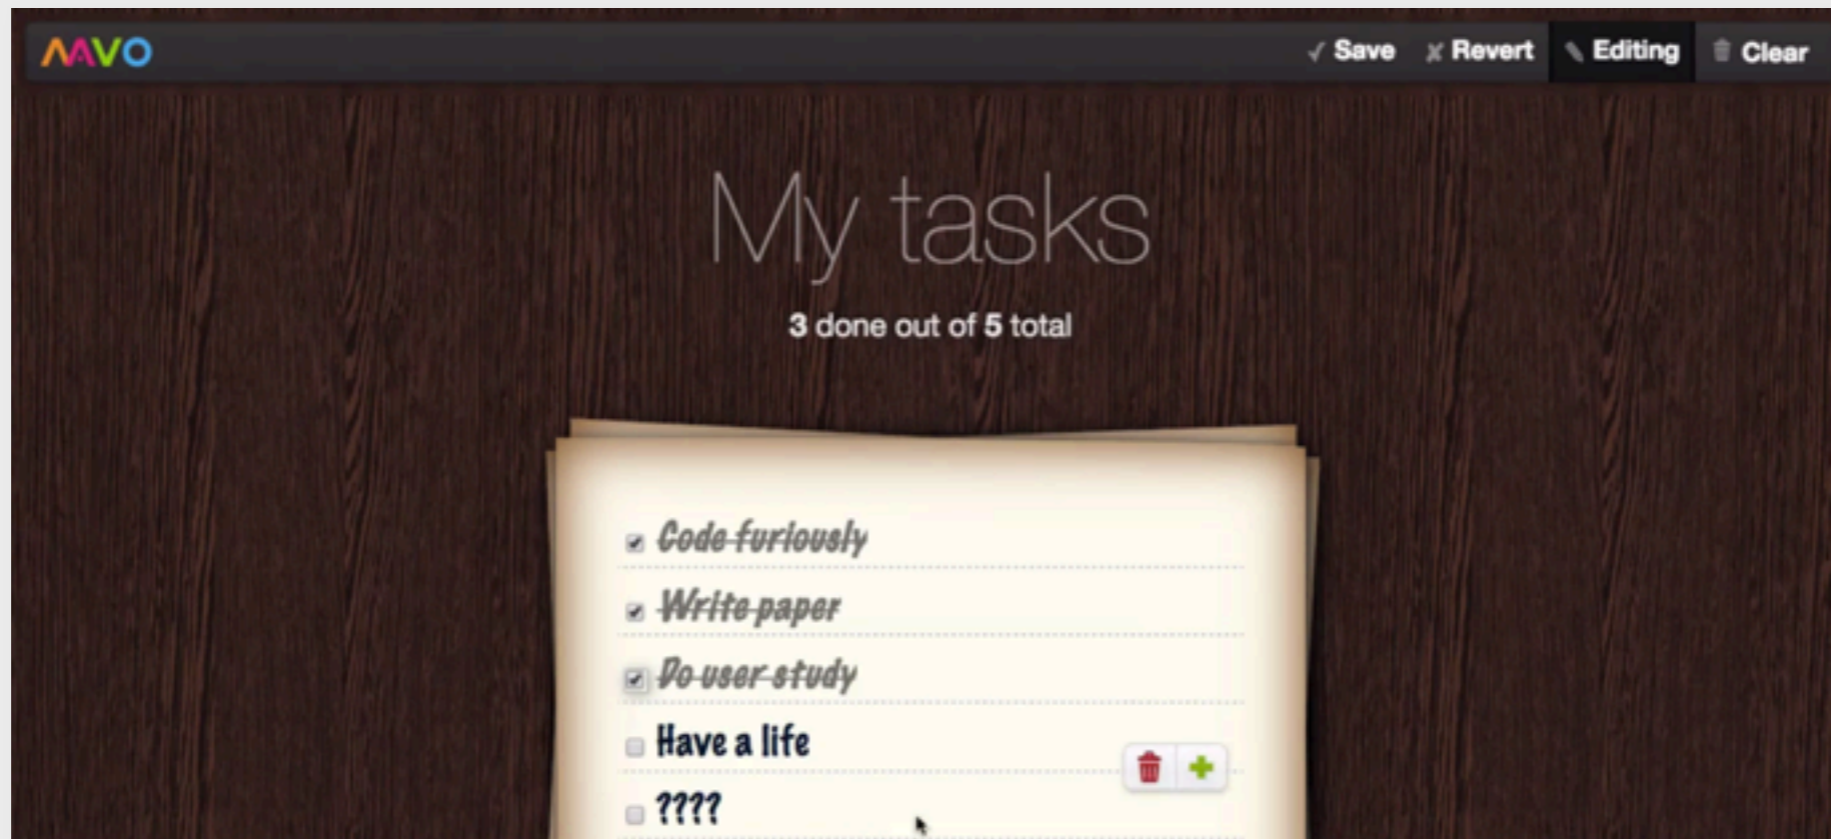 MAVO
Save Revert Editing Clear
My tasks
3 done out of 5 total
Code furiously
Write paper
Do user study
Have a life
????